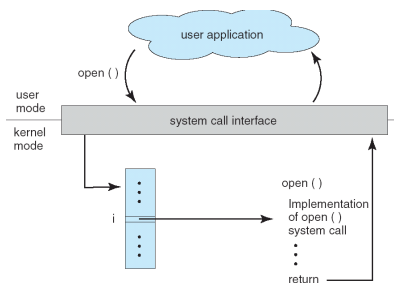 user application
open ( )
user
mode
system call interface
kernel
mode
i
open ( )
Implementation
of open ( )
system call
return